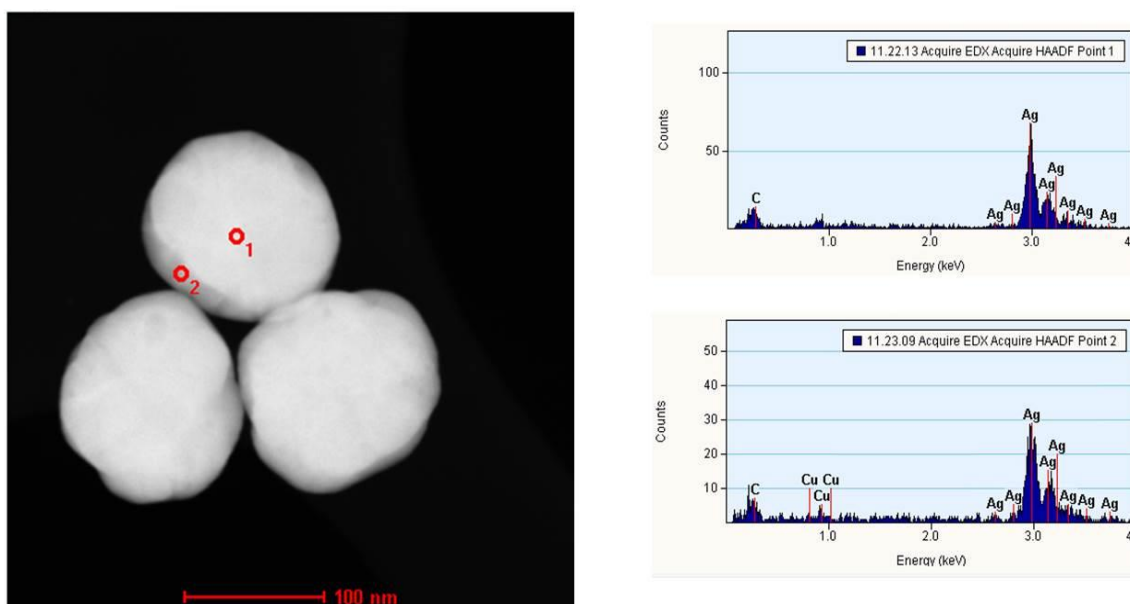 1
2
100 nm
11.22.13 Acquire EDX Acquire HAADF Point 1
100
50
Counts
C
Ag
Ag
Ag
Ag
Ag
Ag
Ag
Ag
1.0
2.0
3.0
4
Energy (keV)
11.23.09 Acquire EDX Acquire HAADF Point 2
50
40
30
20
10
Counts
C
Cu
Cu
Cu
Ag
Ag
Ag
Ag
Ag
Ag
Ag
Ag
1.0
2.0
3.0
4
Energy (keV)